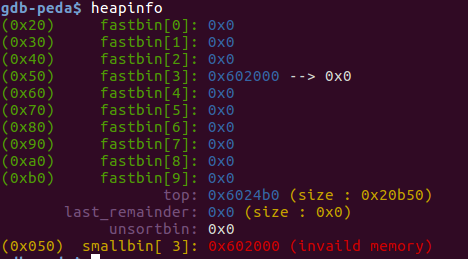 gdb-peda$ heapinfo
(0x20) fastbin[0]: 0x0
(0x30) fastbin[1]: 0x0
(0x40) fastbin[2]: 0x0
(0x50) fastbin[3]: 0x602000 --> 0x0
(0x60) fastbin[4]: 0x0
(0x70) fastbin[5]: 0x0
(0x80) fastbin[6]: 0x0
(0x90) fastbin[7]: 0x0
(0xa0) fastbin[8]: 0x0
(0xb0) fastbin[9]: 0x0
top: 0x6024b0 (size : 0x20b50)
last_remainder: 0x0 (size : 0x0)
unsortbin: 0x0
(0x050) smallbin[ 3]: 0x602000 (invaild memory)
gdb-peda$